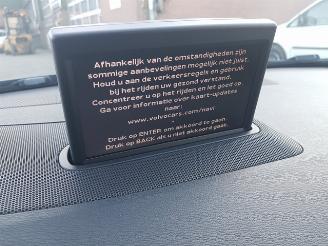 Afhankelijk van de omstandigheden zijn
sommige aanbevelingen mogelijk niet juist.
Houd u aan de verkeersregels en gebruik
bij het rijden uw gezond verstand.
Concentreer u op het rijden en let goed op.
Ga voor informatie over kaart-updates
naar:
www.volvocars.com/navi
-
Druk op ENTER om akkoord te gaan.
Druk op BACK als u niet akkoord gaat.